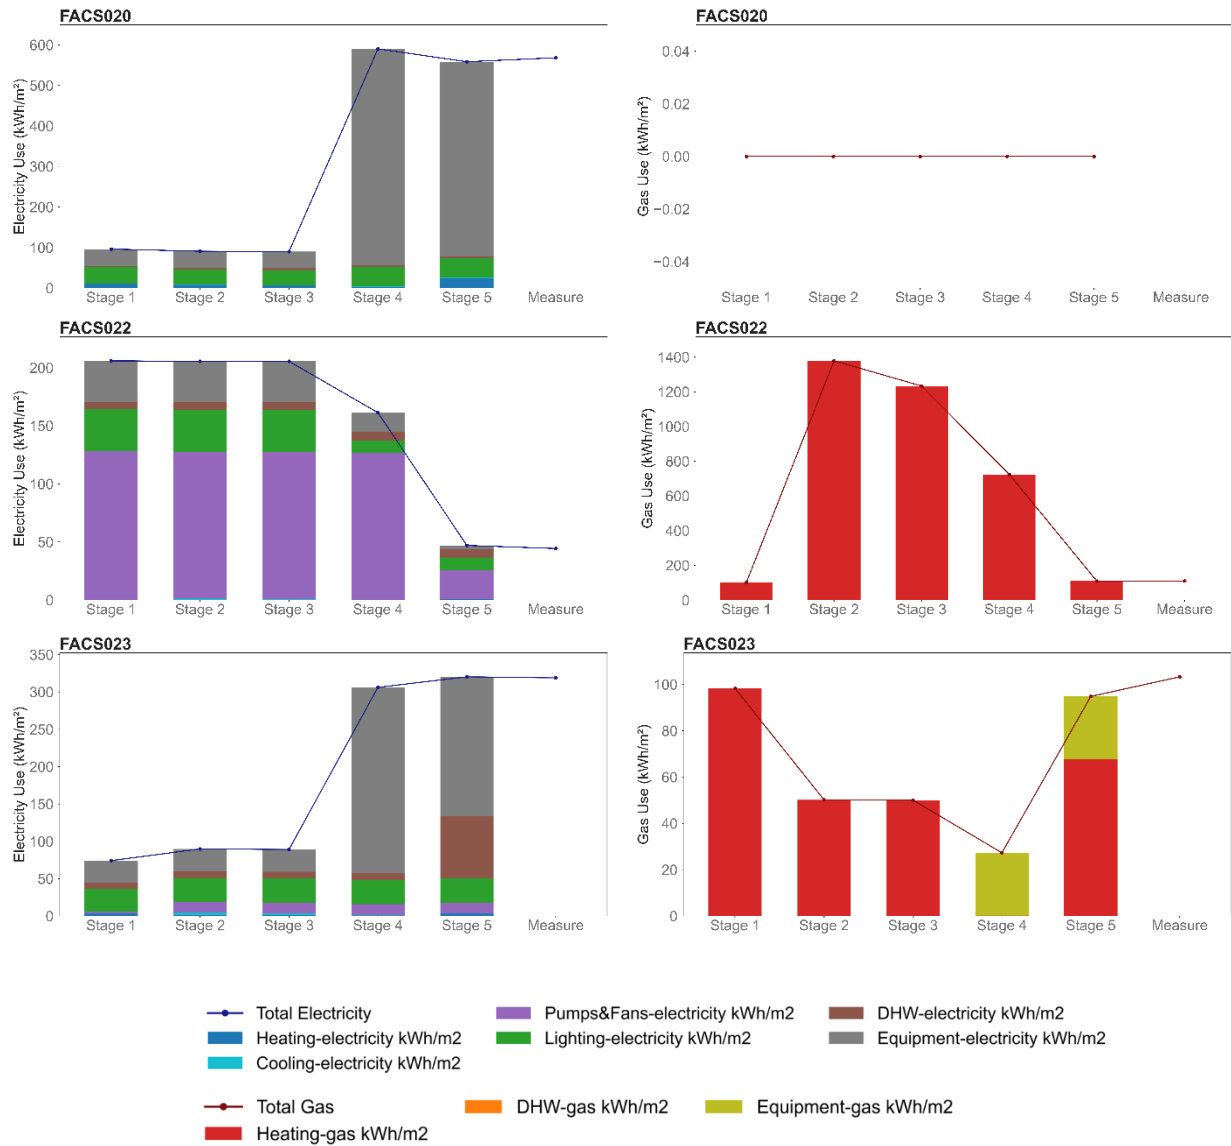 FACS020
FACS020
Electricity Use (kWh/m²)
600
500
400
300
200
100
0
Stage 1 Stage 2 Stage 3 Stage 4 Stage 5 Measure
Gas Use (kWh/m²)
0.04
0.02
0.00
−0.02
−0.04
Stage 1 Stage 2 Stage 3 Stage 4 Stage 5 Measure
FACS022
FACS022
Electricity Use (kWh/m²)
200
150
100
50
0
Stage 1 Stage 2 Stage 3 Stage 4 Stage 5 Measure
Gas Use (kWh/m²)
1400
1200
1000
800
600
400
200
0
Stage 1 Stage 2 Stage 3 Stage 4 Stage 5 Measure
FACS023
FACS023
Electricity Use (kWh/m²)
350
300
250
200
150
100
50
0
Stage 1 Stage 2 Stage 3 Stage 4 Stage 5 Measure
Gas Use (kWh/m²)
100
80
60
40
20
0
Stage 1 Stage 2 Stage 3 Stage 4 Stage 5 Measure
Total Electricity Pumps&Fans-electricity kWh/m2 DHW-electricity kWh/m2
Heating-electricity kWh/m2 Lighting-electricity kWh/m2 Equipment-electricity kWh/m2
Cooling-electricity kWh/m2
Total Gas DHW-gas kWh/m2 Equipment-gas kWh/m2
Heating-gas kWh/m2